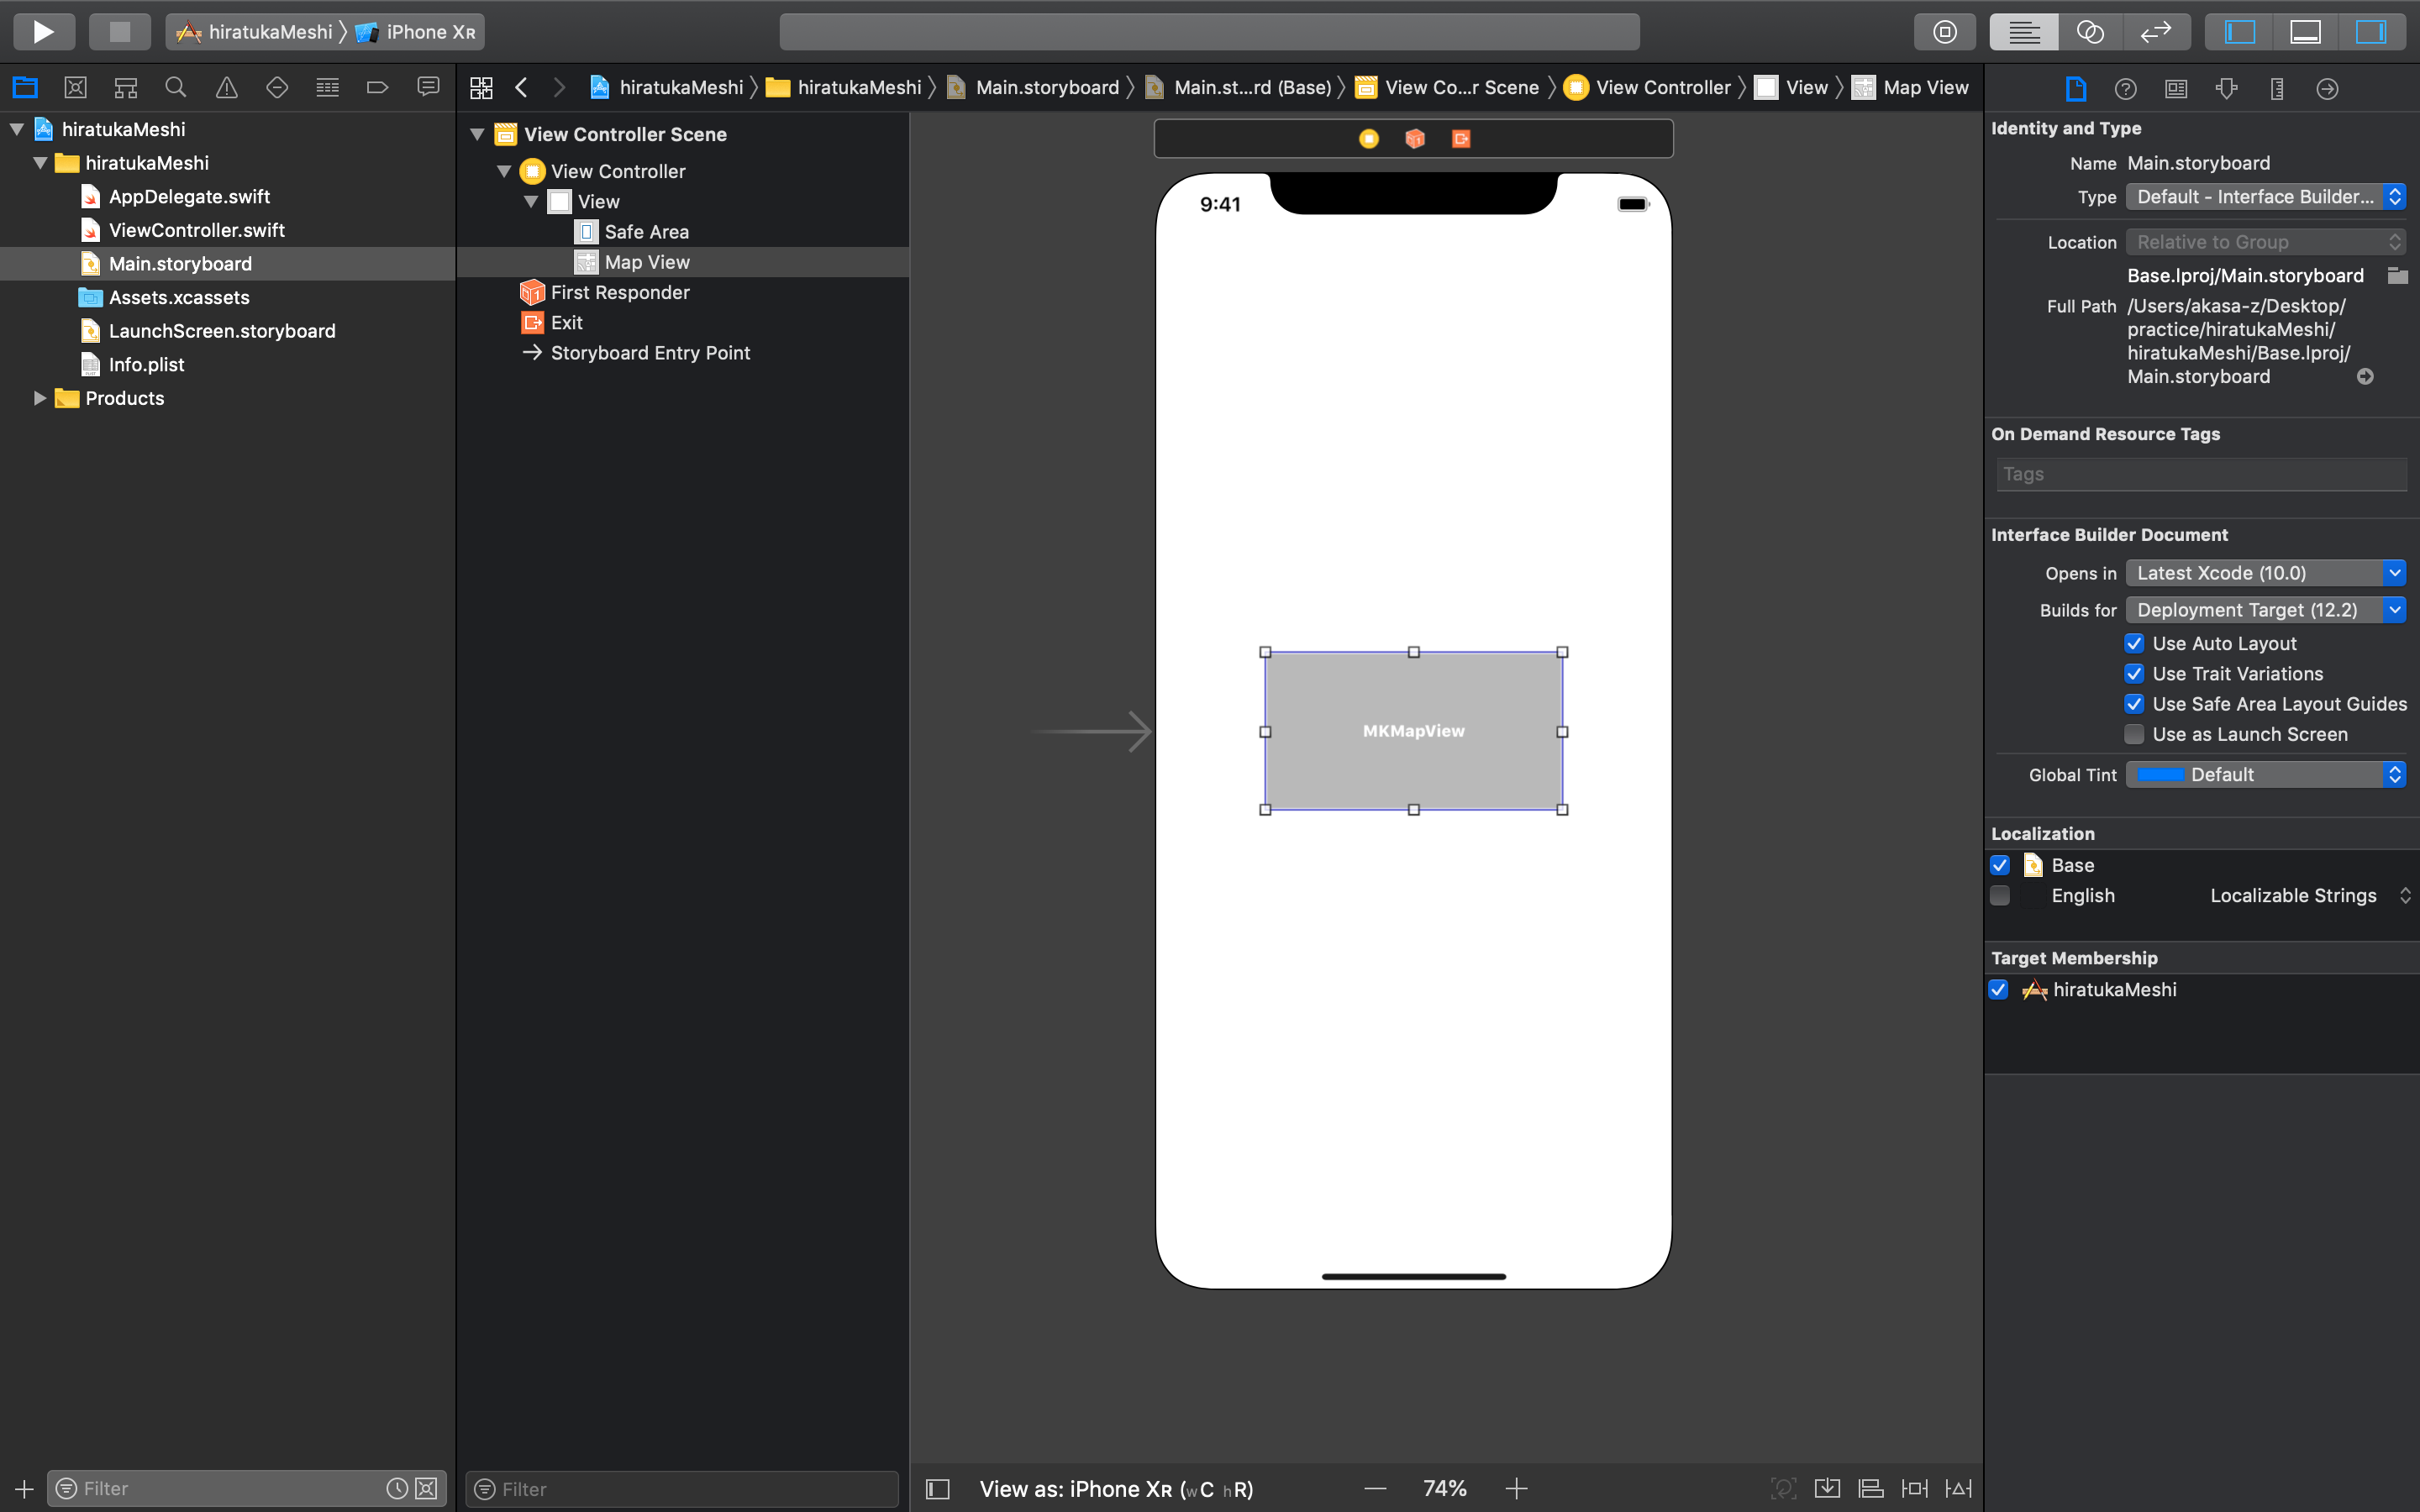 hiratukaMeshi 〉 iPhone XR
hiratukaMeshi 〉 hiratukaMeshi 〉 Main.storyboard 〉 Main.st...rd (Base) 〉 View Co...r Scene 〉 View Controller 〉 View 〉 Map View
hiratukaMeshi
hiratukaMeshi
AppDelegate.swift
ViewController.swift
Main.storyboard
Assets.xcassets
LaunchScreen.storyboard
Info.plist
Products
Filter
View Controller Scene
View Controller
View
Safe Area
Map View
First Responder
Exit
Storyboard Entry Point
Filter
9:41
MKMapView
View as: iPhone XR (wC hR)
74%
Identity and Type
Name Main.storyboard
Type Default - Interface Builder...
Location Relative to Group
Base.lproj/Main.storyboard
Full Path /Users/akasa-z/Desktop/
practice/hiratukaMeshi/
hiratukaMeshi/Base.lproj/
Main.storyboard
On Demand Resource Tags
Tags
Interface Builder Document
Opens in Latest Xcode (10.0)
Builds for Deployment Target (12.2)
Use Auto Layout
Use Trait Variations
Use Safe Area Layout Guides
Use as Launch Screen
Global Tint Default
Localization
Base
English Localizable Strings
Target Membership
hiratukaMeshi